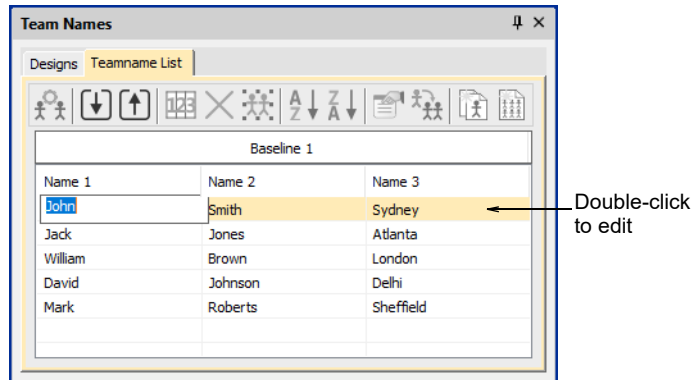 Team Names
Designs Teamname List
123 A Z Z A
Baseline 1
Name 1 Name 2 Name 3
John Smith Sydney
Jack Jones Atlanta
William Brown London
David Johnson Delhi
Mark Roberts Sheffield
Double-click
to edit